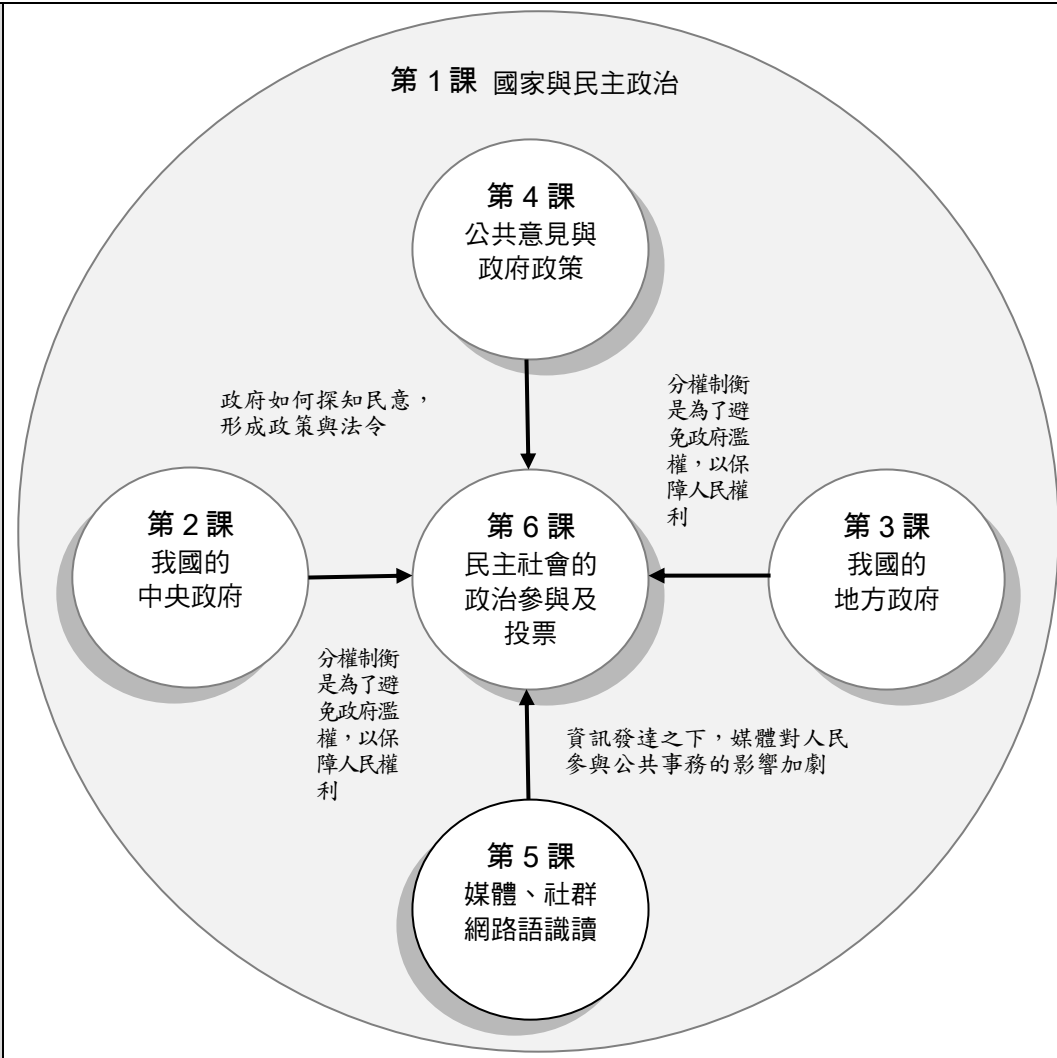 第 1 課 國家與民主政治
第 4 課
公共意見與
政府政策
政府如何探知民意，
形成政策與法令
分權制衡
是為了避
免政府濫
權，以保
障人民權
利
第 2 課
我國的
中央政府
第 6 課
民主社會的
政治參與及
投票
第 3 課
我國的
地方政府
分權制衡
是為了避
免政府濫
權，以保
障人民權
利
資訊發達之下，媒體對人民
參與公共事務的影響加劇
第 5 課
媒體、社群
網路語識讀